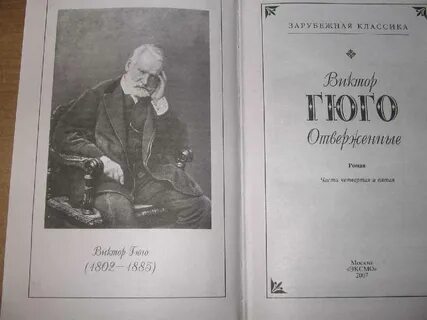 Виктор Гюго
(1802—1885)
ЗАРУБЕЖНАЯ КЛАССИКА
Виктор
ГЮГО
Отверженные
Роман
Части четвертая и пятая
Москва
«ЭКСМО»
2007